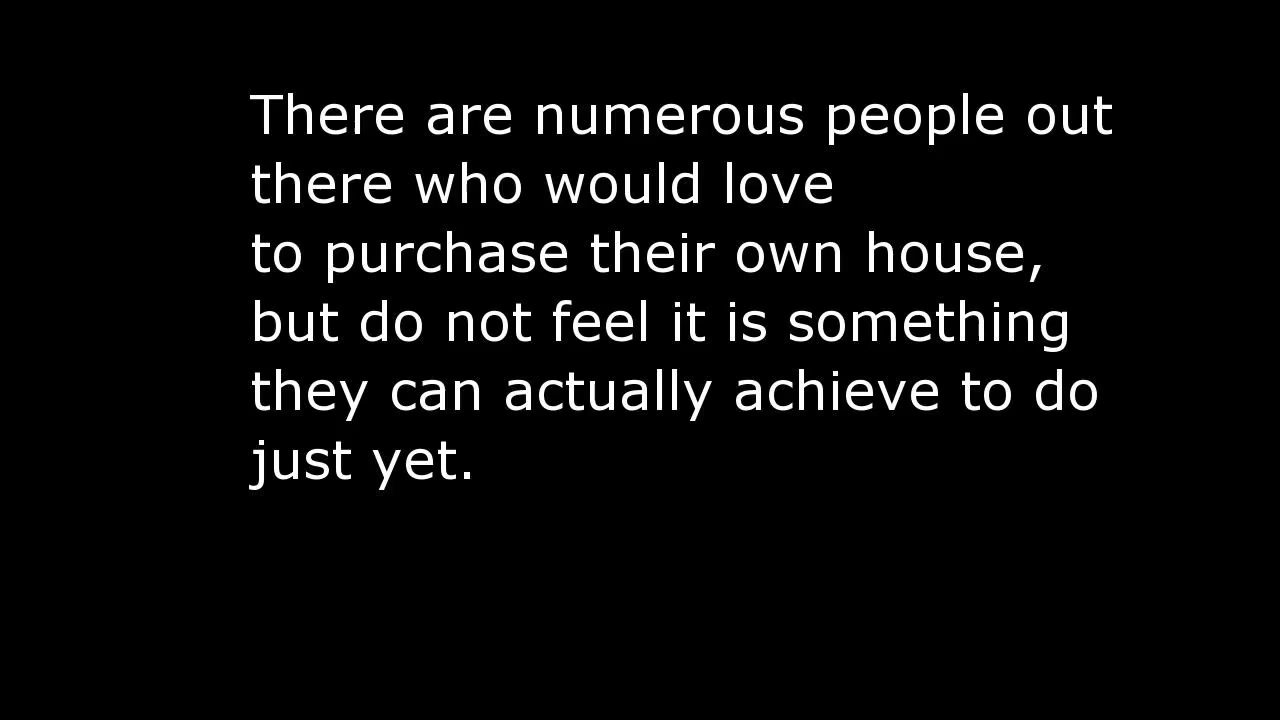 There are numerous people out
there who would love
to purchase their own house,
but do not feel it is something
they can actually achieve to do
just yet.